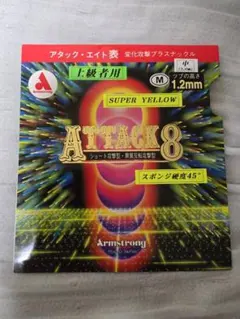 アタック・エイト表 変化攻撃プラスナックル
上級者用
中
M
ツブの高さ
1.2mm
SUPER YELLOW
ATTACK8
スポンジ硬度45°
Armstrong